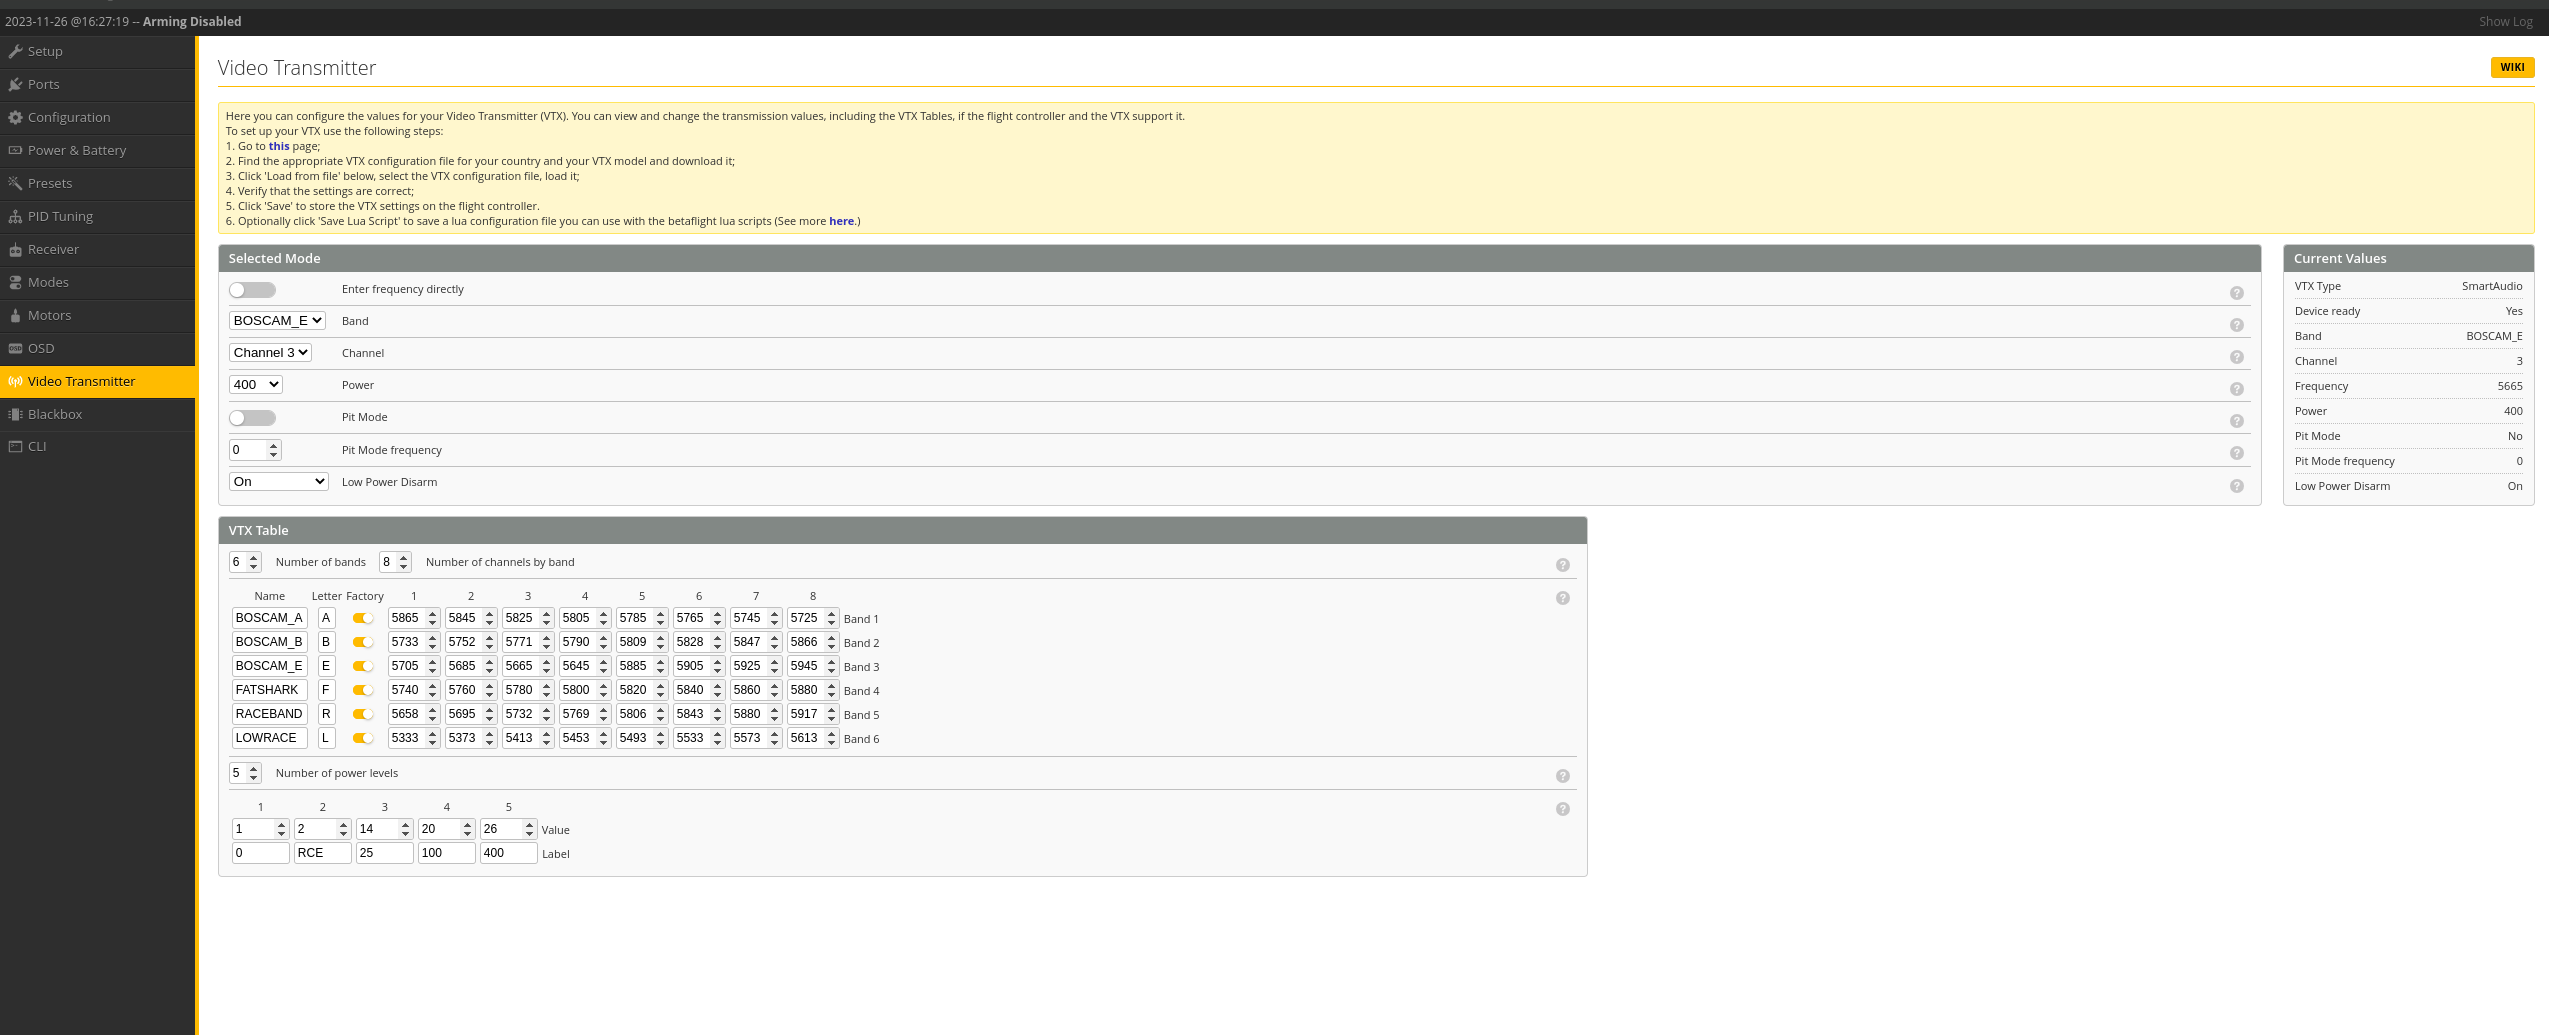 2023-11-26 @16:27:19 -- Arming Disabled
Show Log
Setup
Ports
Configuration
Power & Battery
Presets
PID Tuning
Receiver
Modes
Motors
OSD
Video Transmitter
Blackbox
CLI
Video Transmitter
WIKI
Here you can configure the values for your Video Transmitter (VTX). You can view and change the transmission values, including the VTX Tables, if the flight controller and the VTX support it.
To set up your VTX use the following steps:
1. Go to this page;
2. Find the appropriate VTX configuration file for your country and your VTX model and download it;
3. Click 'Load from file' below, select the VTX configuration file, load it;
4. Verify that the settings are correct;
5. Click 'Save' to store the VTX settings on the flight controller.
6. Optionally click 'Save Lua Script' to save a lua configuration file you can use with the betaflight lua scripts (See more here.)
Selected Mode
Enter frequency directly
BOSCAM_E Band
Channel 3 Channel
400 Power
Pit Mode
0 Pit Mode frequency
On Low Power Disarm
Current Values
VTX Type SmartAudio
Device ready Yes
Band BOSCAM_E
Channel 3
Frequency 5665
Power 400
Pit Mode No
Pit Mode frequency 0
Low Power Disarm On
VTX Table
6 Number of bands 8 Number of channels by band
Name Letter Factory 1 2 3 4 5 6 7 8
BOSCAM_A A 5865 5845 5825 5805 5785 5765 5745 5725 Band 1
BOSCAM_B B 5733 5752 5771 5790 5809 5828 5847 5866 Band 2
BOSCAM_E E 5705 5685 5665 5645 5885 5905 5925 5945 Band 3
FATSHARK F 5740 5760 5780 5800 5820 5840 5860 5880 Band 4
RACEBAND R 5658 5695 5732 5769 5806 5843 5880 5917 Band 5
LOWRACE L 5333 5373 5413 5453 5493 5533 5573 5613 Band 6
5 Number of power levels
1 2 3 4 5
1 2 14 20 26 Value
0 RCE 25 100 400 Label